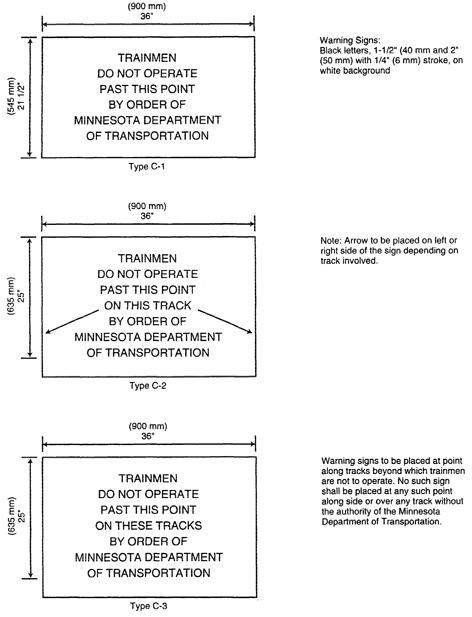 (900 mm)
36"
(545 mm)
21 1/2"
TRAINMEN
DO NOT OPERATE
PAST THIS POINT
BY ORDER OF
MINNESOTA DEPARTMENT
OF TRANSPORTATION
Type C-1
Warning Signs:
Black letters, 1-1/2" (40 mm and 2"
(50 mm) with 1/4" (6 mm) stroke, on
white background
(900 mm)
36"
(635 mm)
25"
TRAINMEN
DO NOT OPERATE
PAST THIS POINT
ON THIS TRACK
BY ORDER OF
MINNESOTA DEPARTMENT
OF TRANSPORTATION
Type C-2
Note: Arrow to be placed on left or
right side of the sign depending on
track involved.
(900 mm)
36"
(635 mm)
25"
TRAINMEN
DO NOT OPERATE
PAST THIS POINT
ON THESE TRACKS
BY ORDER OF
MINNESOTA DEPARTMENT
OF TRANSPORTATION
Type C-3
Warning signs to be placed at point
along tracks beyond which trainmen
are not to operate. No such sign
shall be placed at any such point
along side or over any track without
the authority of the Minnesota
Department of Transportation.